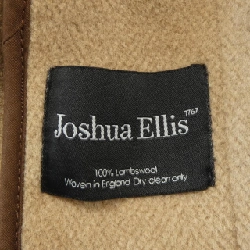 1767
Joshua Ellis
100% Lambswool
Woven in England Dry clean only